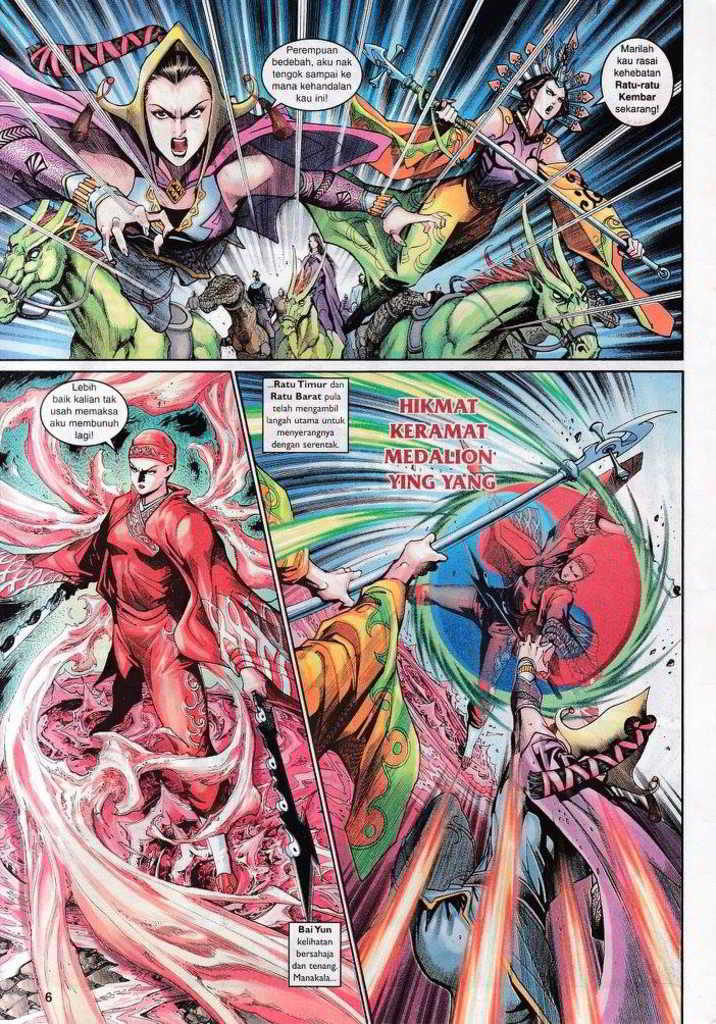 Perempuan
bedebah, aku nak
tengok sampai ke
mana kehandalan
kau ini!
Marilah
kau rasai
kehebatan
Ratu-ratu
Kembar
sekarang!
Lebih
baik kalian tak
usah memaksa
aku membunuh
lagi!
...Ratu Timur dan
Ratu Barat pula
telah mengambil
langah utama untuk
menyerangnya
dengan serentak.
HIKMAT
KERAMAT
MEDALION
YING YANG
Bai Yun
kelihatan
bersahaja
dan tenang.
Manakala...
6